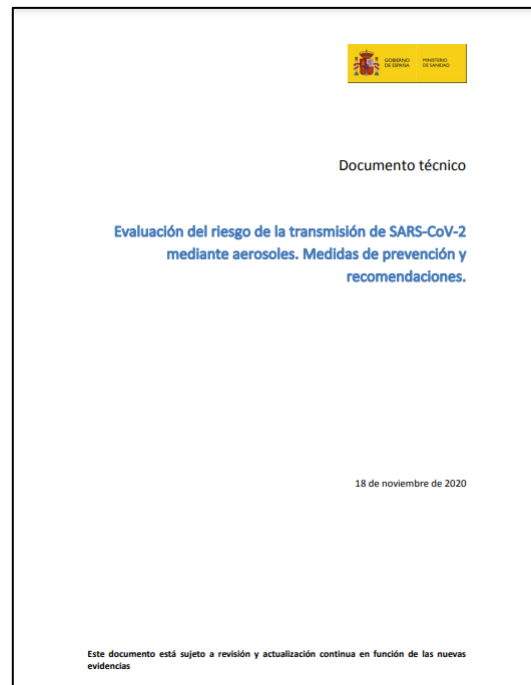 GOBIERNO MINISTERIO
DE ESPAÑA DE SANIDAD
Documento técnico
Evaluación del riesgo de la transmisión de SARS-CoV-2
mediante aerosoles. Medidas de prevención y
recomendaciones.
18 de noviembre de 2020
Este documento está sujeto a revisión y actualización continua en función de las nuevas
evidencias